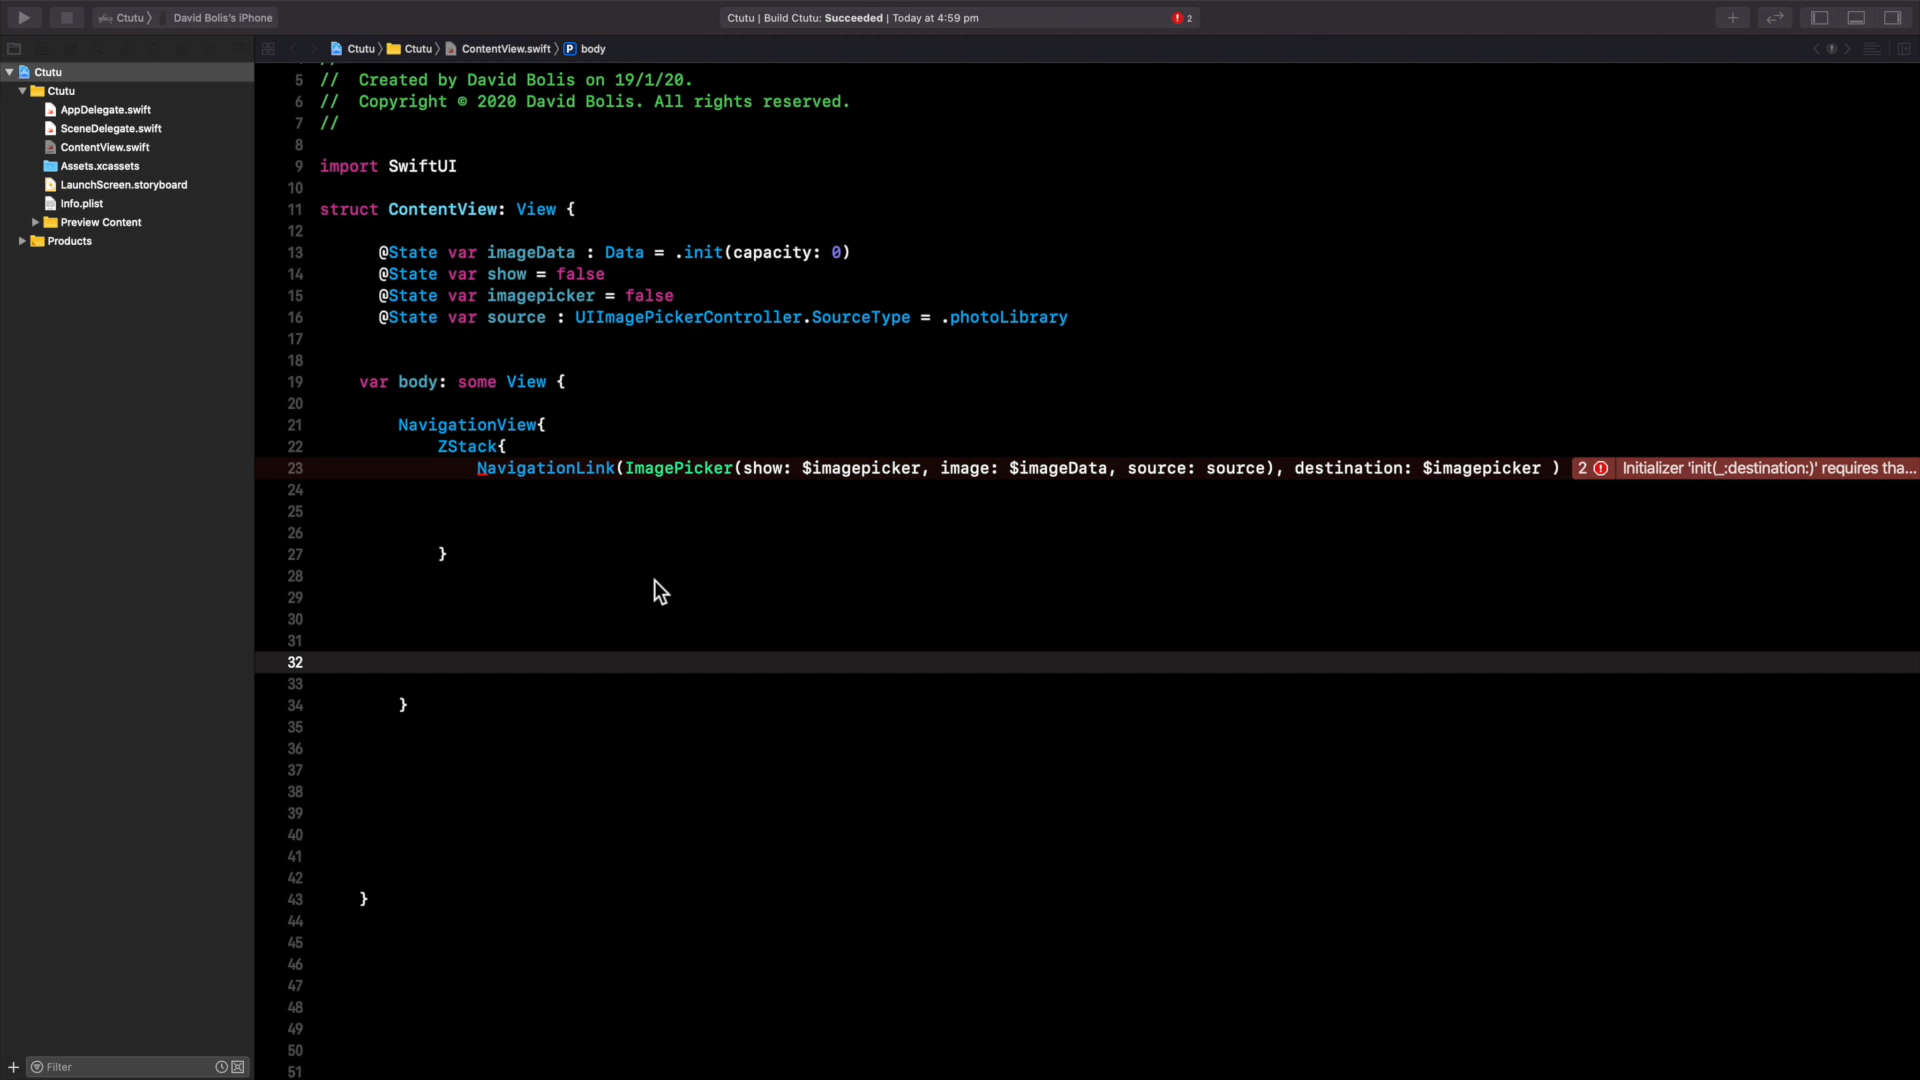 Ctutu 〉 David Bolis's iPhone
Ctutu | Build Ctutu: Succeeded | Today at 4:59 pm
2
Ctutu 〉 Ctutu 〉 ContentView.swift 〉 P body
Ctutu
Ctutu
AppDelegate.swift
SceneDelegate.swift
ContentView.swift
Assets.xcassets
LaunchScreen.storyboard
Info.plist
Preview Content
Products
5 //  Created by David Bolis on 19/1/20.
6 //  Copyright © 2020 David Bolis. All rights reserved.
7 //
8
9 import SwiftUI
10
11 struct ContentView: View {
12
13 @State var imageData : Data = .init(capacity: 0)
14 @State var show = false
15 @State var imagepicker = false
16 @State var source : UIImagePickerController.SourceType = .photoLibrary
17
18
19 var body: some View {
20
21 NavigationView{
22 ZStack{
23 NavigationLink(ImagePicker(show: $imagepicker, image: $imageData, source: source), destination: $imagepicker ) 2 Initializer 'init(_:destination:)' requires tha...
24
25
26
27 }
28
29
30
31
32
33
34 }
35
36
37
38
39
40
41
42
43 }
44
45
46
47
48
49
50
51
Filter